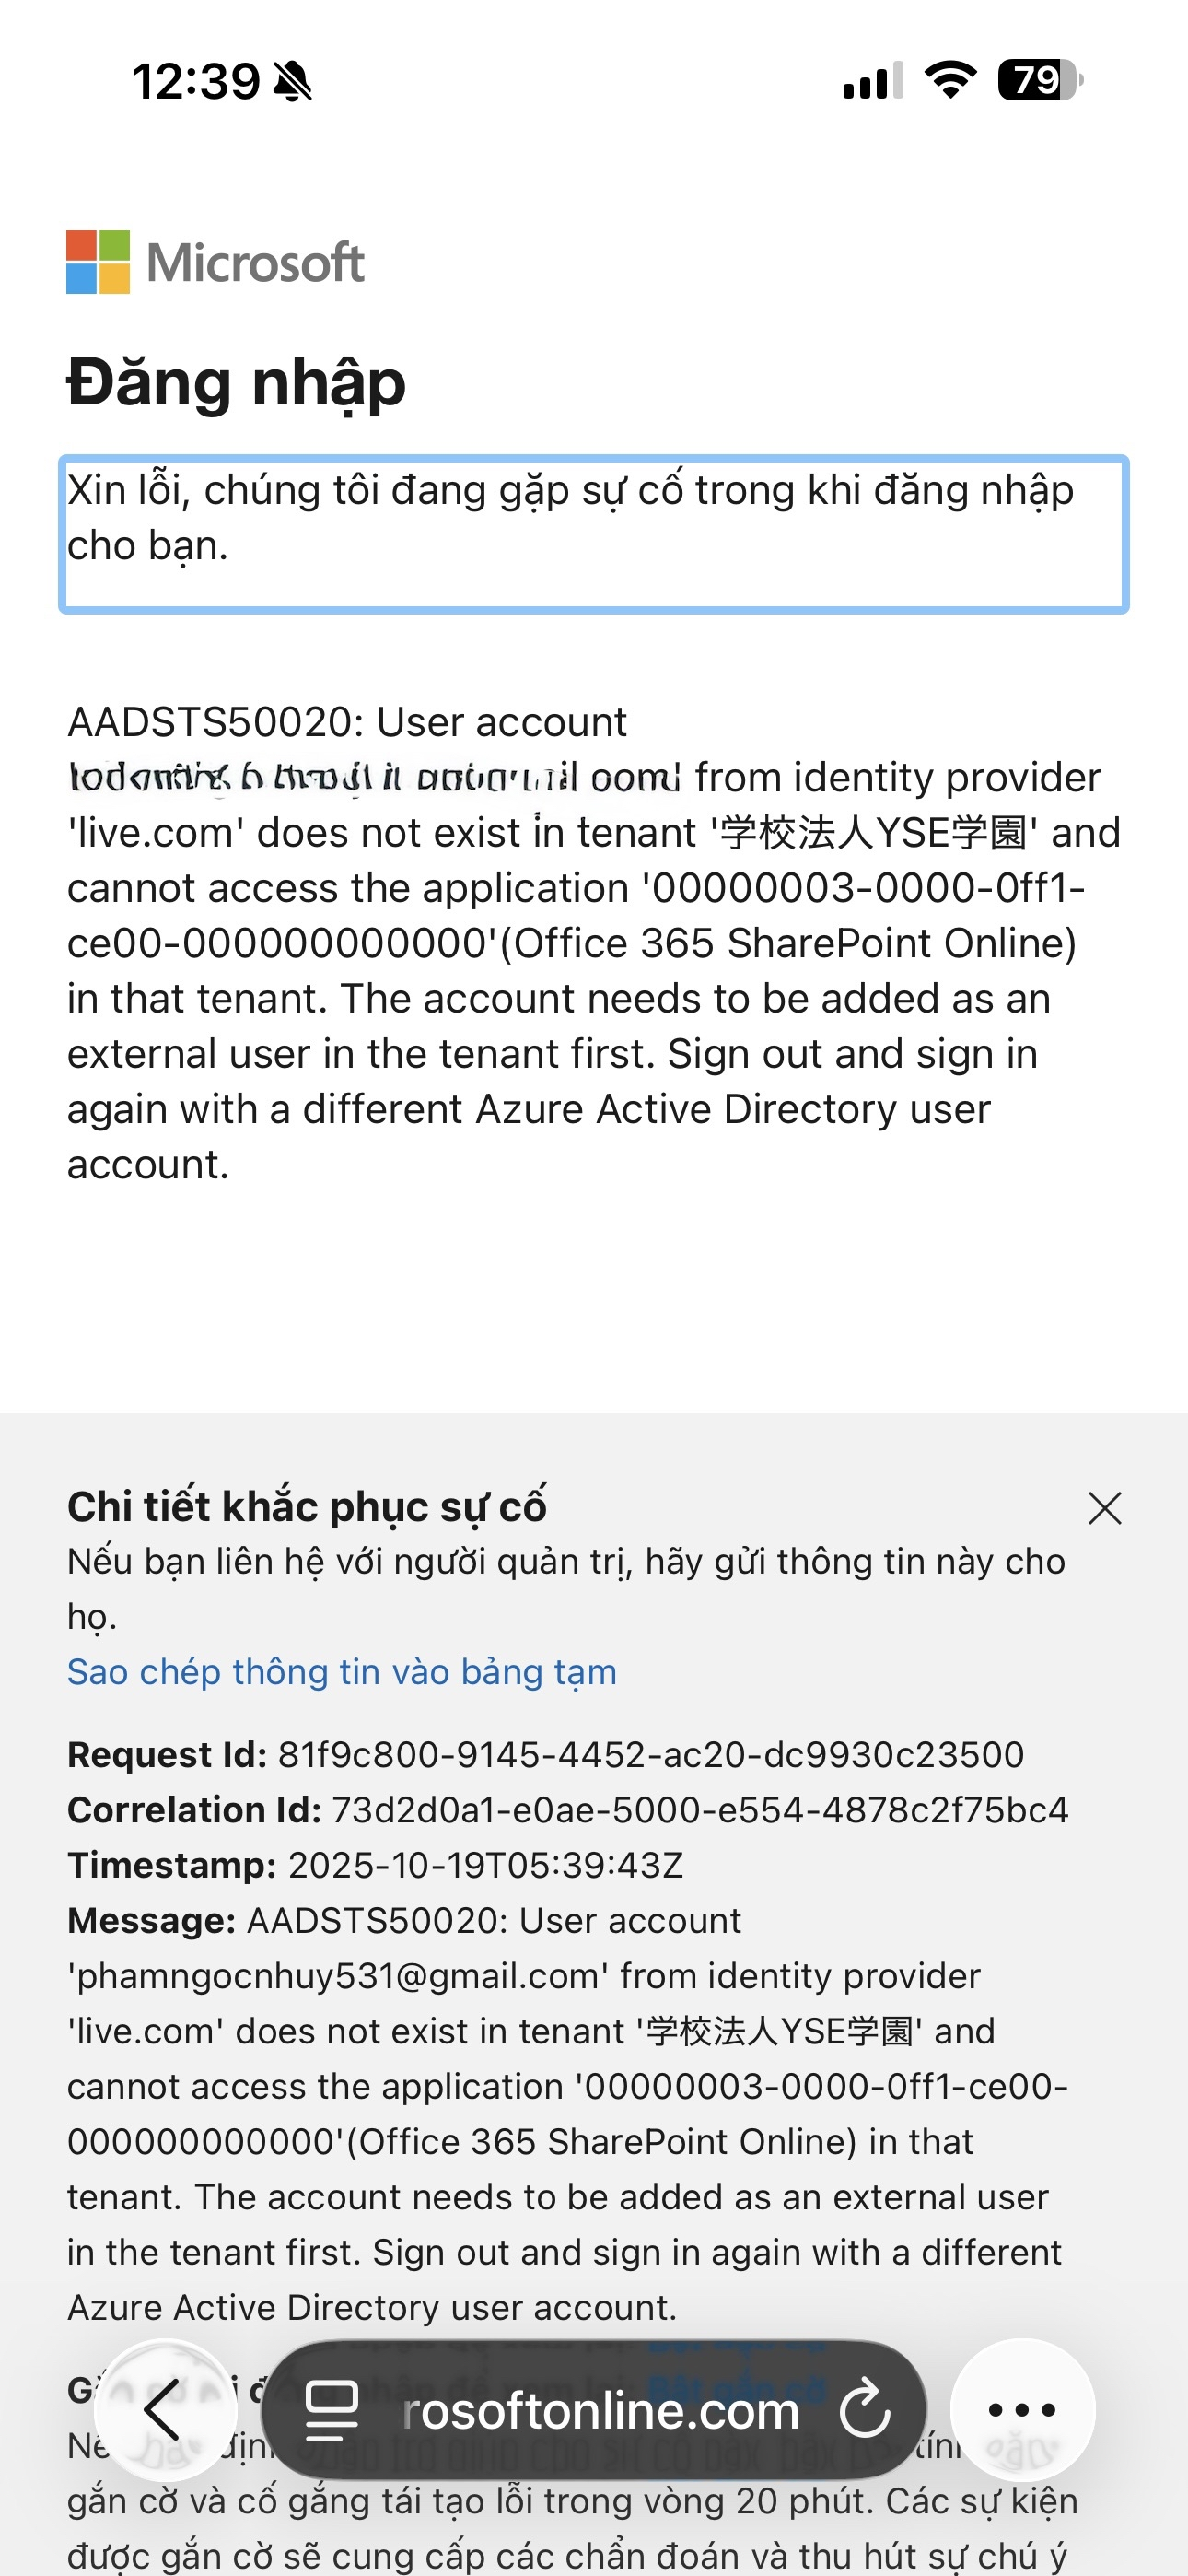 12:39
79
Microsoft
Đăng nhập
Xin lỗi, chúng tôi đang gặp sự cố trong khi đăng nhập
cho bạn.
AADSTS50020: User account
from identity provider
'live.com' does not exist in tenant '学校法人YSE学園' and
cannot access the application '00000003-0000-0ff1-
ce00-000000000000'(Office 365 SharePoint Online)
in that tenant. The account needs to be added as an
external user in the tenant first. Sign out and sign in
again with a different Azure Active Directory user
account.
Chi tiết khắc phục sự cố
Nếu bạn liên hệ với người quản trị, hãy gửi thông tin này cho
họ.
Sao chép thông tin vào bảng tạm
Request Id: 81f9c800-9145-4452-ac20-dc9930c23500
Correlation Id: 73d2d0a1-e0ae-5000-e554-4878c2f75bc4
Timestamp: 2025-10-19T05:39:43Z
Message: AADSTS50020: User account
'phamngocnhuy531@gmail.com' from identity provider
'live.com' does not exist in tenant '学校法人YSE学園' and
cannot access the application '00000003-0000-0ff1-ce00-
000000000000'(Office 365 SharePoint Online) in that
tenant. The account needs to be added as an external user
in the tenant first. Sign out and sign in again with a different
Azure Active Directory user account.
rosoftonline.com
gắn cờ và cố gắng tái tạo lỗi trong vòng 20 phút. Các sự kiện
được gắn cờ sẽ cung cấp các chẩn đoán và thu hút sự chú ý